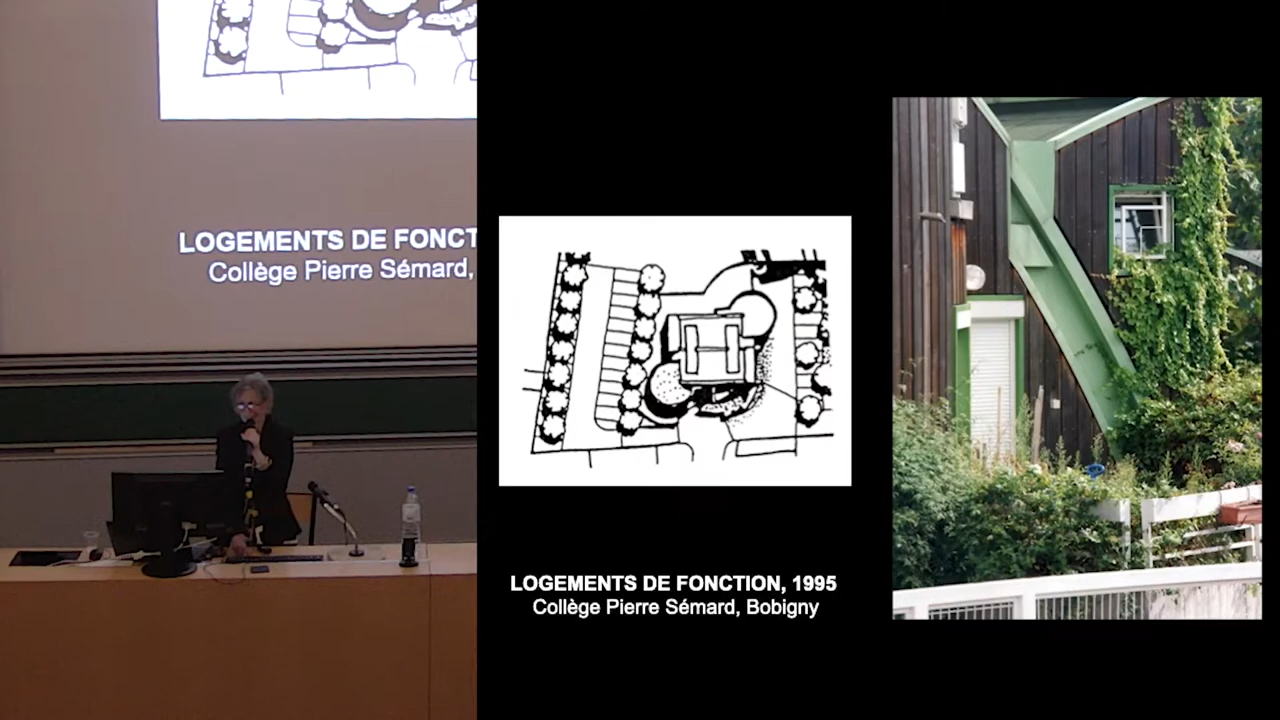 LOGEMENTS DE FONCT
Collège Pierre Sémard,
LOGEMENTS DE FONCTION, 1995
Collège Pierre Sémard, Bobigny